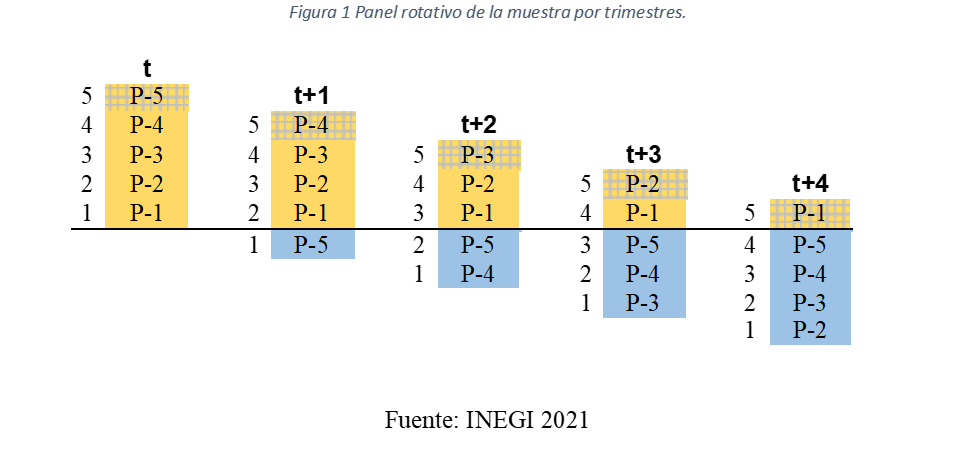 Figura 1 Panel rotativo de la muestra por trimestres.
t
5 P-5 t+1
4 P-4 5 P-4 t+2
3 P-3 4 P-3 5 P-3 t+3
2 P-2 3 P-2 4 P-2 5 P-2 t+4
1 P-1 2 P-1 3 P-1 4 P-1 5 P-1
1 P-5 2 P-5 3 P-5 4 P-5
1 P-4 2 P-4 3 P-4
1 P-3 2 P-3
1 P-2
Fuente: INEGI 2021